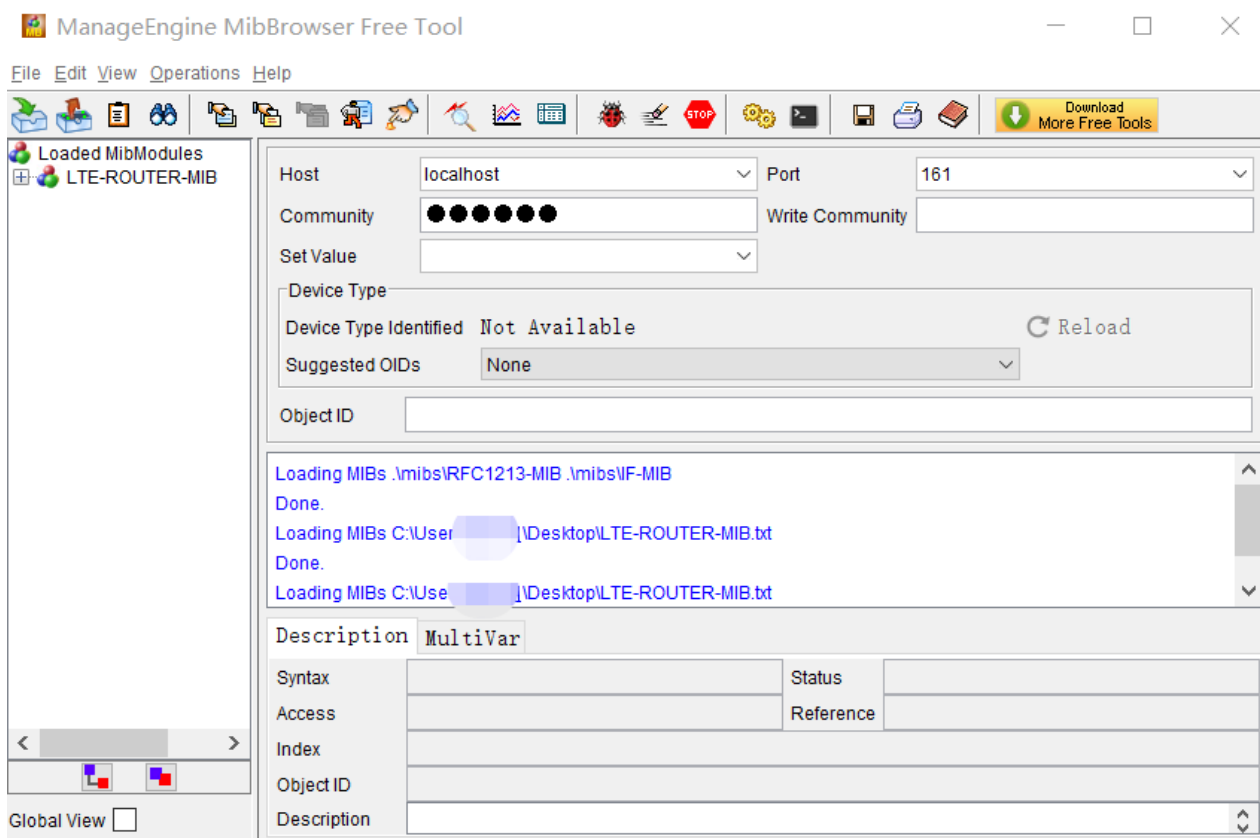 ManageEngine MibBrowser Free Tool
File Edit View Operations Help
STOP
Download
More Free Tools
Loaded MibModules
LTE-ROUTER-MIB
Host localhost Port 161
Community ●●●●●● Write Community
Set Value
Device Type
Device Type Identified Not Available Reload
Suggested OIDs None
Object ID
Loading MIBs .\mibs\RFC1213-MIB .\mibs\IF-MIB
Done.
Loading MIBs C:\User \Desktop\LTE-ROUTER-MIB.txt
Done.
Loading MIBs C:\Use \Desktop\LTE-ROUTER-MIB.txt
Description MultiVar
Syntax Status
Access Reference
Index
Object ID
Description
Global View